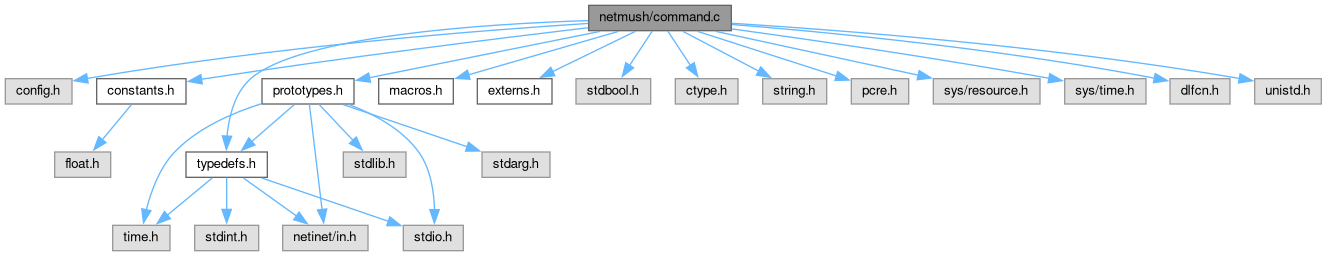 netmush/command.c
config.h
constants.h
prototypes.h
macros.h
externs.h
stdbool.h
ctype.h
string.h
pcre.h
sys/resource.h
sys/time.h
dlfcn.h
unistd.h
float.h
typedefs.h
stdlib.h
stdarg.h
time.h
stdint.h
netinet/in.h
stdio.h